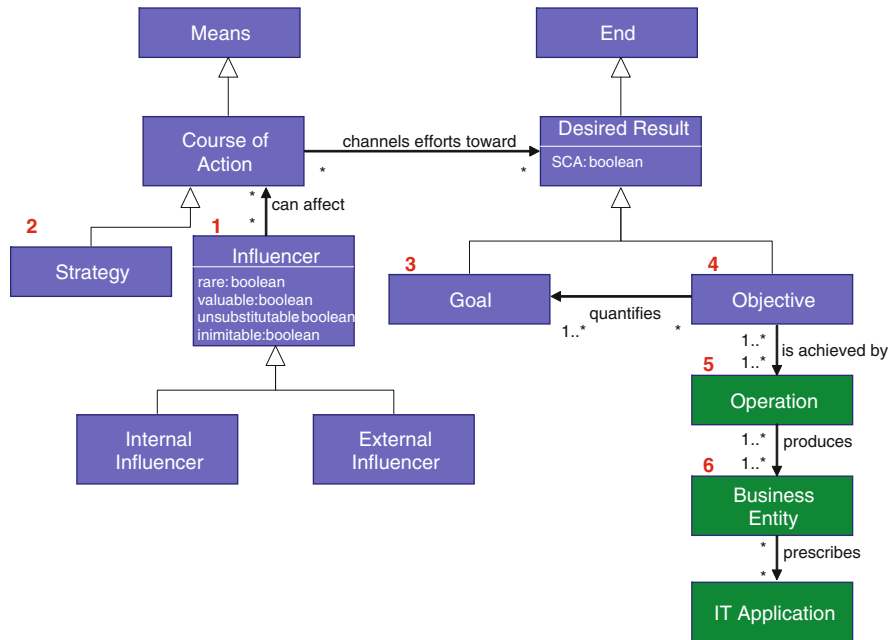 Means
End
Course of
Action
channels efforts toward
*
*
Desired Result
SCA: boolean
*
*
can affect
2
Strategy
1
Influencer
rare: boolean
valuable:boolean
unsubstitutable boolean
inimitable:boolean
3
Goal
quantifies
1..*
*
4
Objective
1..*
1..*
is achieved by
5
Operation
Internal
Influencer
External
Influencer
1..*
1..*
produces
6
Business
Entity
*
*
prescribes
IT Application